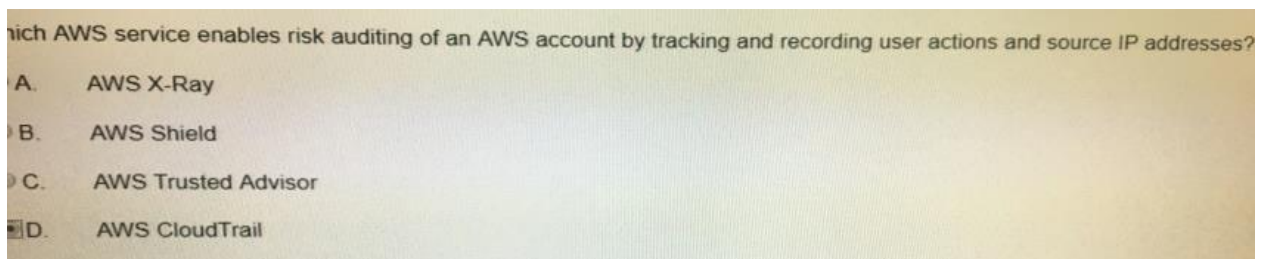 hich AWS service enables risk auditing of an AWS account by tracking and recording user actions and source IP addresses?
A. AWS X-Ray
B. AWS Shield
C. AWS Trusted Advisor
D. AWS CloudTrail